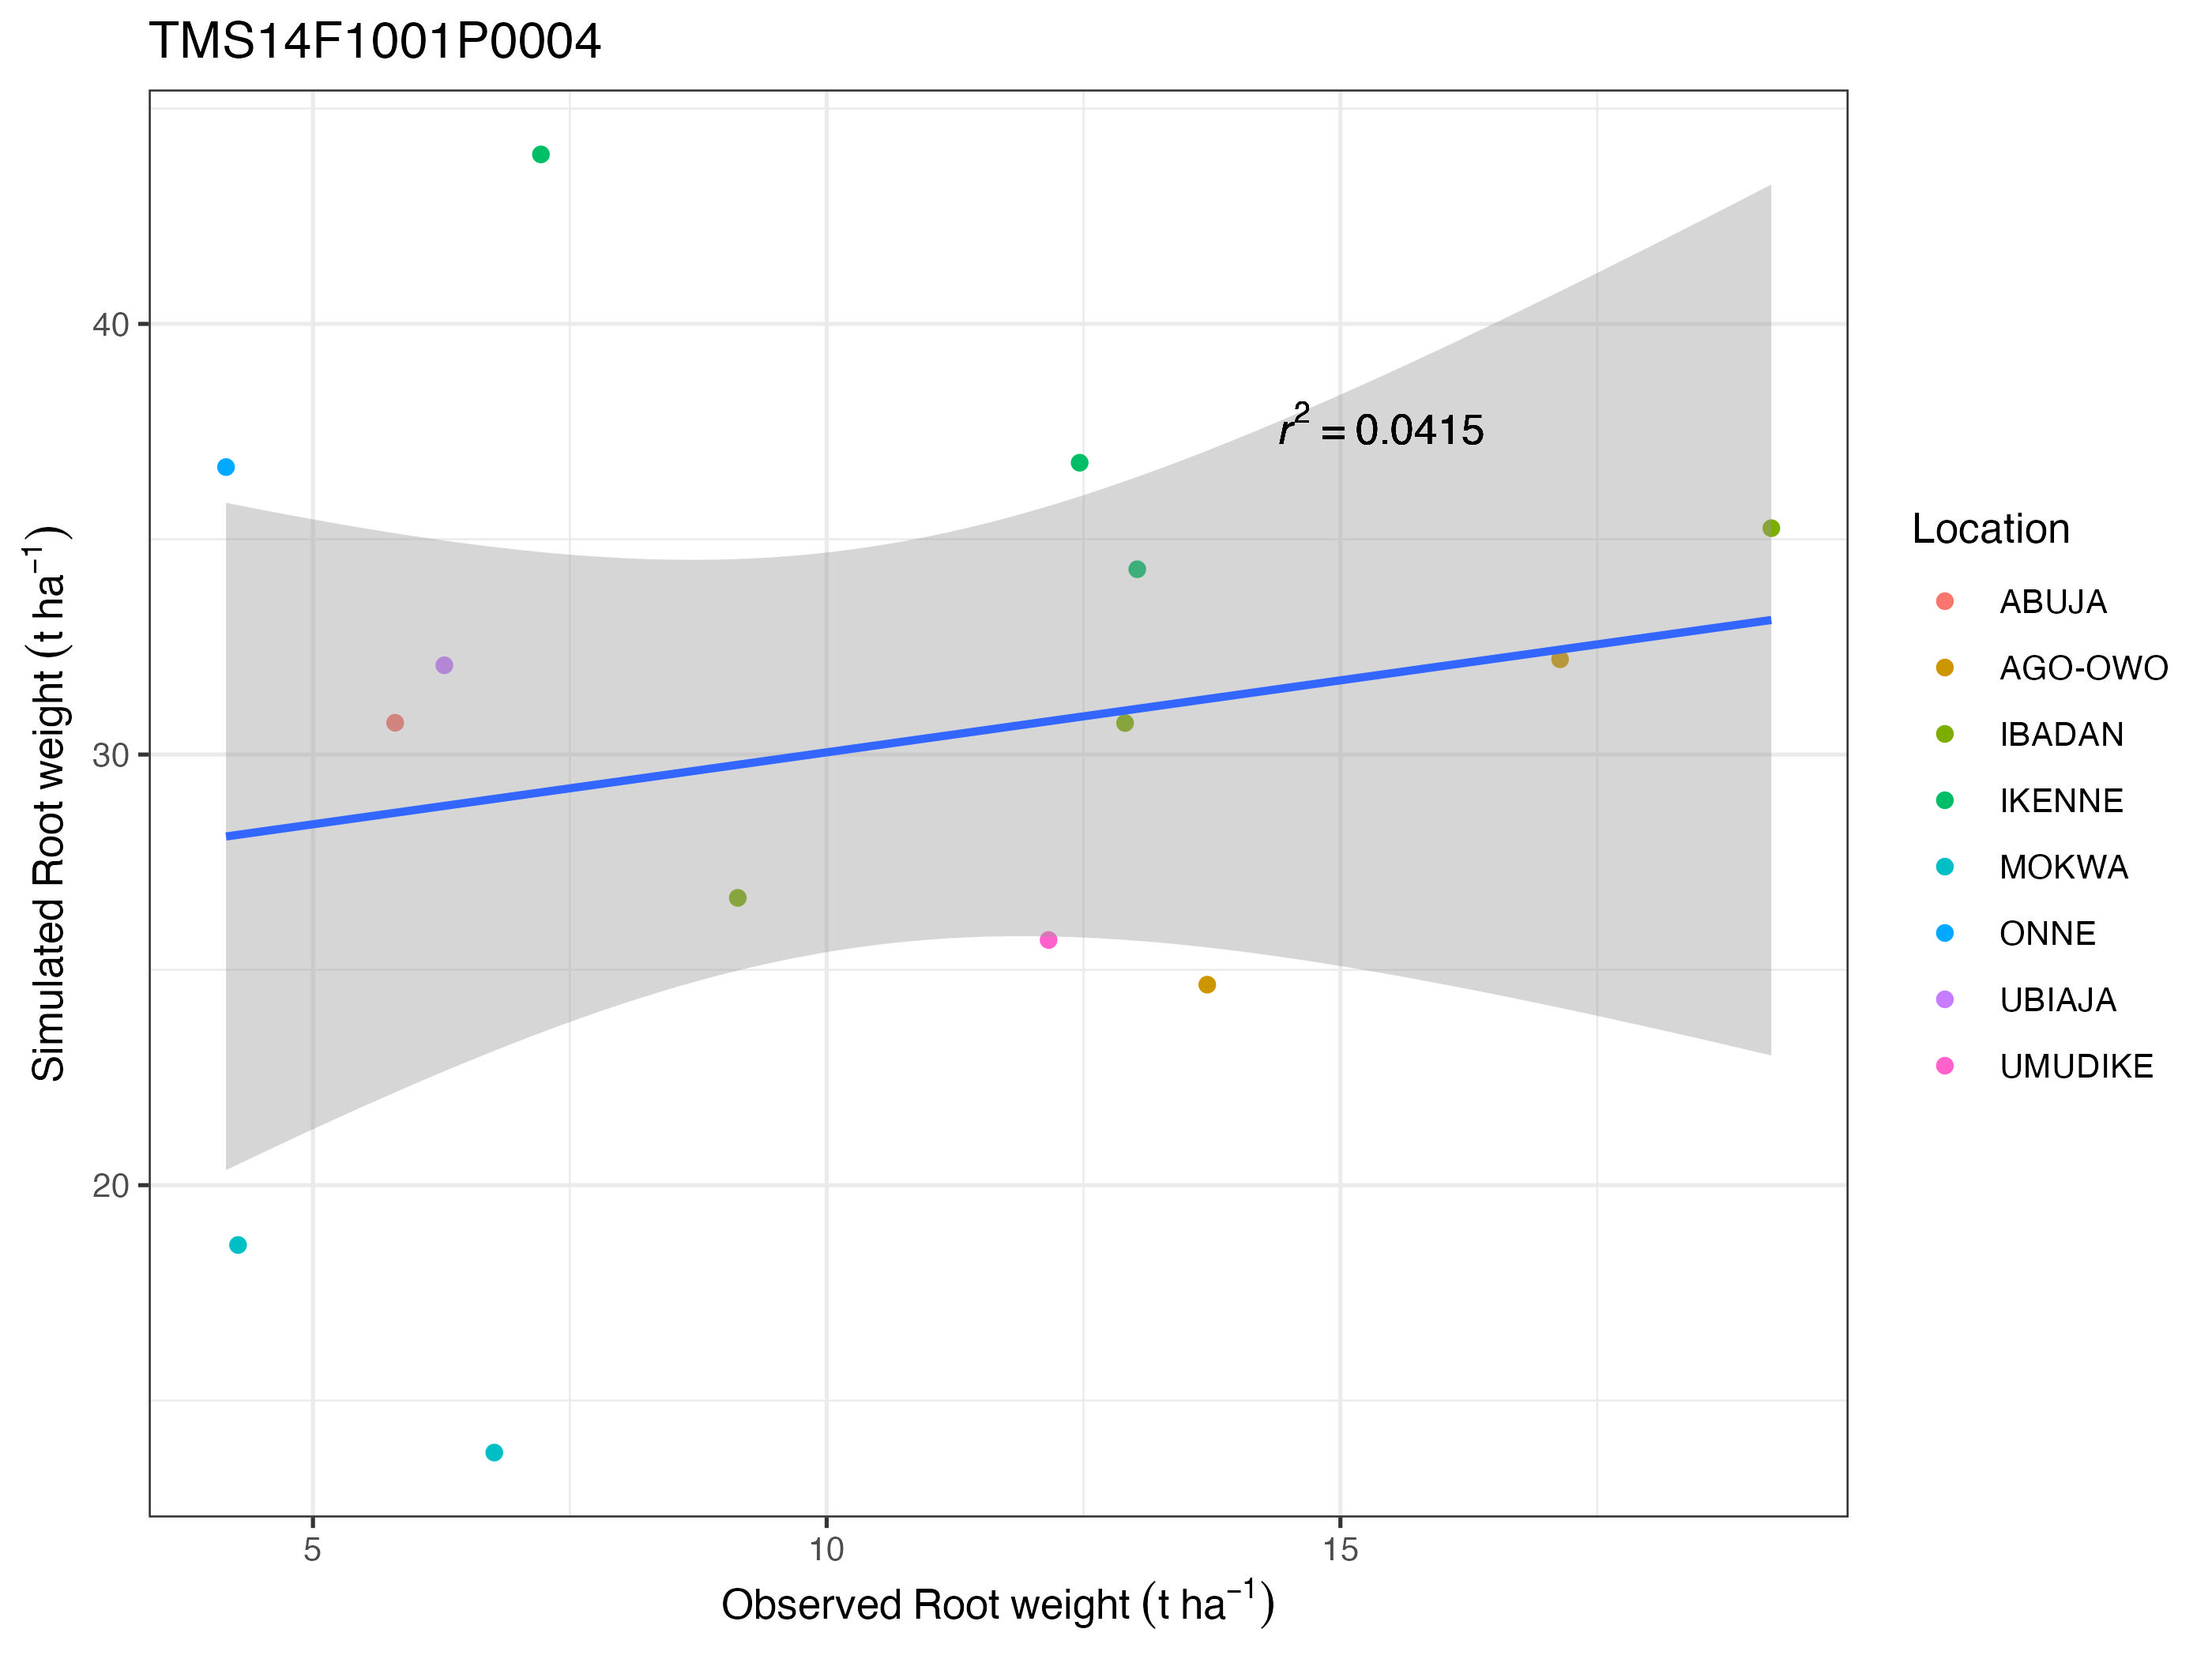 TMS14F1001P0004
Simulated Root weight (t ha⁻¹)
40
30
20
r² = 0.0415
5 10 15
Observed Root weight (t ha⁻¹)
Location
ABUJA
AGO-OWO
IBADAN
IKENNE
MOKWA
ONNE
UBIAJA
UMUDIKE